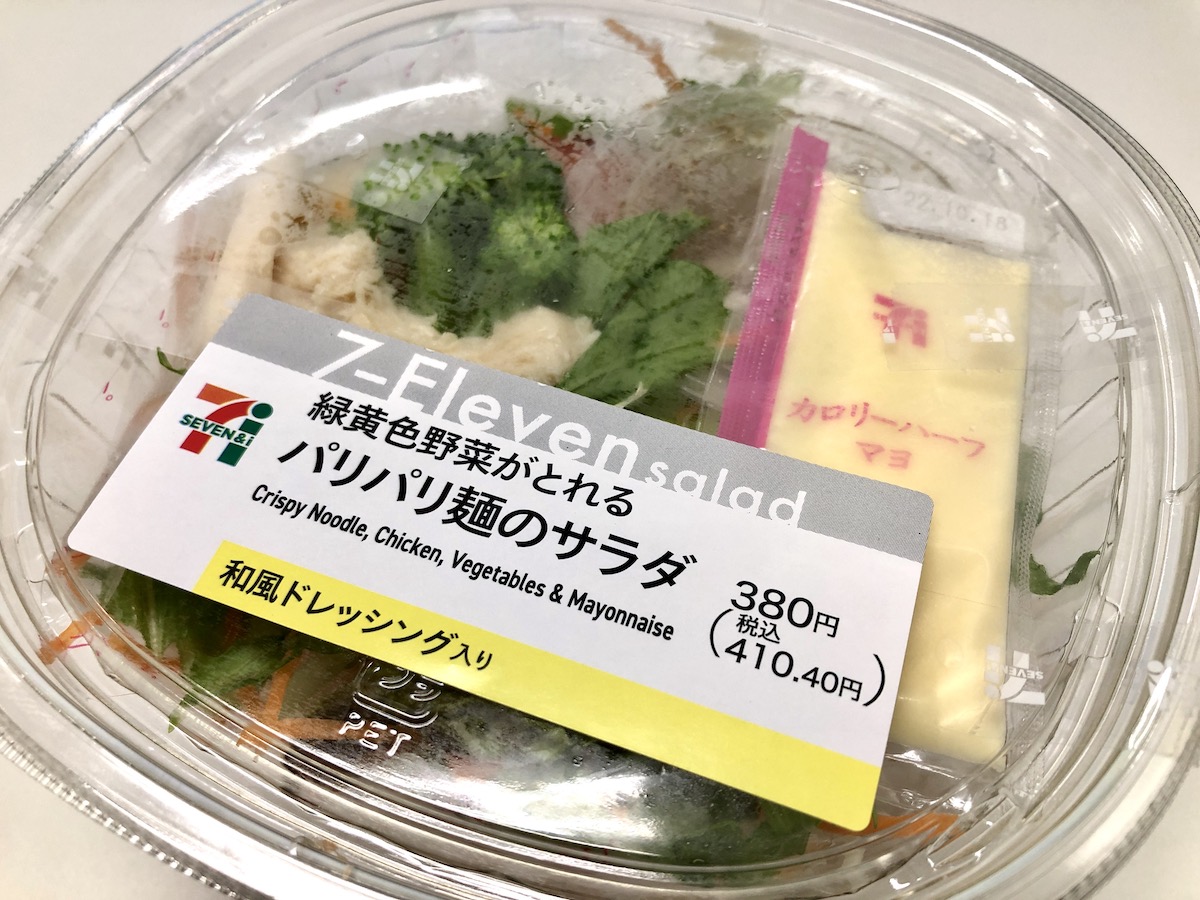 7-Eleven salad
SEVEN&i
緑黄色野菜がとれる
パリパリ麺のサラダ
Crispy Noodle, Chicken, Vegetables & Mayonnaise
380円
税込
(410.40円)
和風ドレッシング入り
22.10.18
カロリーハーフ
マヨ
PET